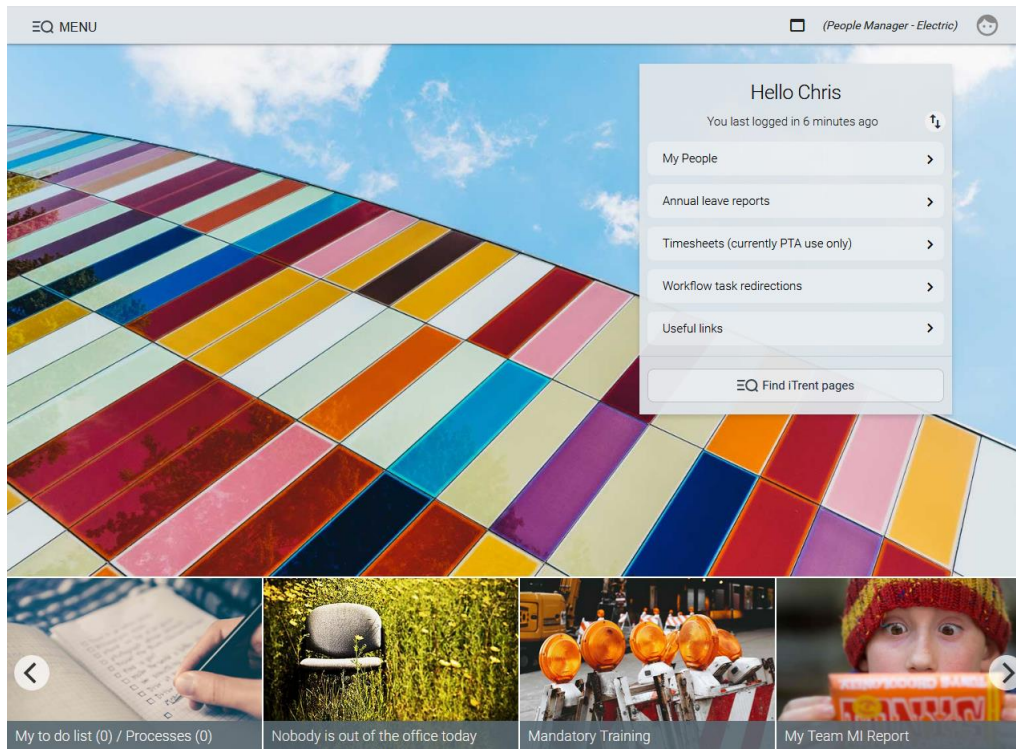 MENU
(People Manager - Electric)
Hello Chris
You last logged in 6 minutes ago
My People
Annual leave reports
Timesheets (currently PTA use only)
Workflow task redirections
Useful links
Find iTrent pages
My to do list (0) / Processes (0)
Nobody is out of the office today
Mandatory Training
My Team MI Report